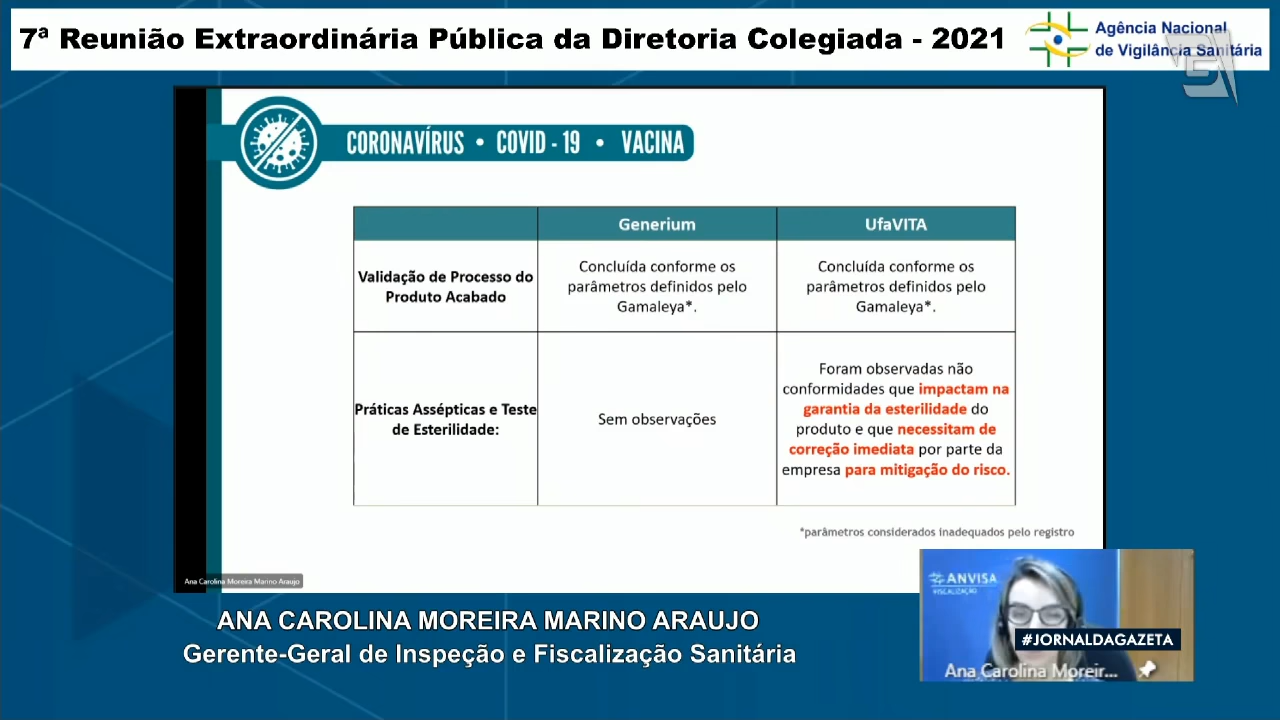 7ª Reunião Extraordinária Pública da Diretoria Colegiada - 2021
Agência Nacional
de Vigilância Sanitária
CORONAVÍRUS • COVID - 19 • VACINA
Generium
UfaVITA
Validação de Processo do
Produto Acabado
Concluída conforme os
parâmetros definidos pelo
Gamaleya*.
Concluída conforme os
parâmetros definidos pelo
Gamaleya*.
Práticas Assépticas e Teste
de Esterilidade:
Sem observações
Foram observadas não
conformidades que impactam na
garantia da esterilidade do
produto e que necessitam de
correção imediata por parte da
empresa para mitigação do risco.
*parâmetros considerados inadequados pelo registro
Ana Carolina Moreira Marino Araujo
ANVISA
FISCALIZAÇÃO
#JORNALDAGAZETA
Ana Carolina Moreir...
ANA CAROLINA MOREIRA MARINO ARAUJO
Gerente-Geral de Inspeção e Fiscalização Sanitária